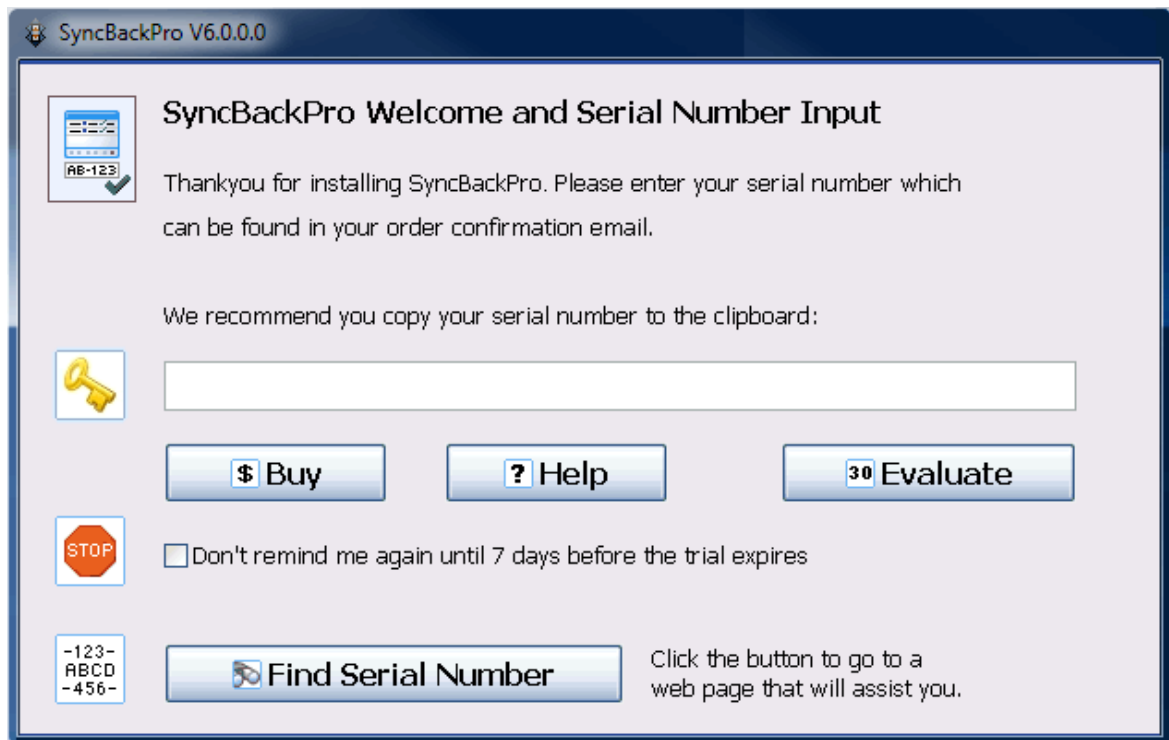 SyncBackPro V6.0.0.0
SyncBackPro Welcome and Serial Number Input
AB-123
Thankyou for installing SyncBackPro. Please enter your serial number which
can be found in your order confirmation email.
We recommend you copy your serial number to the clipboard:
$ Buy
? Help
30 Evaluate
STOP
Don't remind me again until 7 days before the trial expires
-123-
ABCD
-456-
Find Serial Number
Click the button to go to a
web page that will assist you.